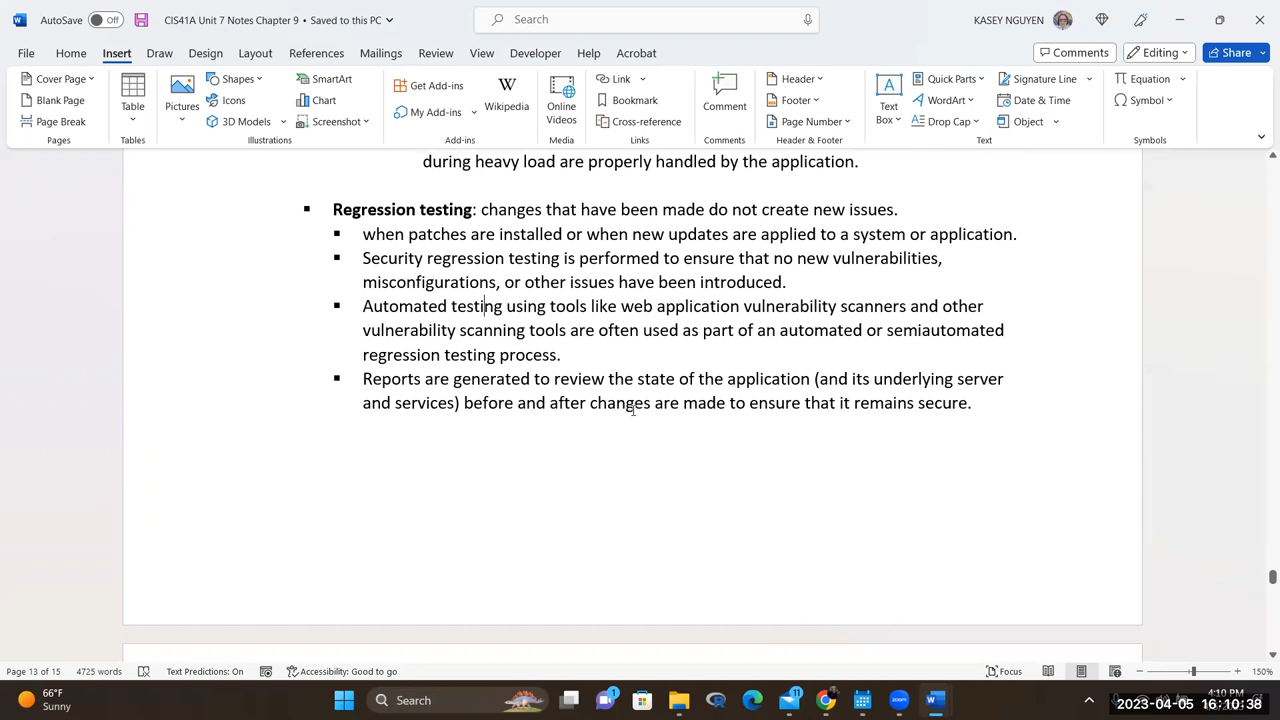 AutoSave Off CIS41A Unit 7 Notes Chapter 9 • Saved to this PC Search KASEY NGUYEN
File Home Insert Draw Design Layout References Mailings Review View Developer Help Acrobat Comments Editing Share
Cover Page
Blank Page
Page Break
Pages
Table
Tables
Pictures
Shapes
Icons
3D Models
SmartArt
Chart
Screenshot
Illustrations
Get Add-ins
My Add-ins
Wikipedia
Add-ins
Online
Videos
Media
Link
Bookmark
Cross-reference
Links
Comment
Comments
Header
Footer
Page Number
Header & Footer
Text
Box
Quick Parts
WordArt
Drop Cap
Signature Line
Date & Time
Object
Text
Equation
Symbol
Symbols
during heavy load are properly handled by the application.
▪ Regression testing: changes that have been made do not create new issues.
▪ when patches are installed or when new updates are applied to a system or application.
▪ Security regression testing is performed to ensure that no new vulnerabilities,
misconfigurations, or other issues have been introduced.
▪ Automated testing using tools like web application vulnerability scanners and other
vulnerability scanning tools are often used as part of an automated or semiautomated
regression testing process.
▪ Reports are generated to review the state of the application (and its underlying server
and services) before and after changes are made to ensure that it remains secure.
Page 13 of 15 4725 words Text Predictions: On Accessibility: Good to go Focus 150%
66°F
Sunny
Search
1
11
4:10 PM
2023-04-05 16:10:38